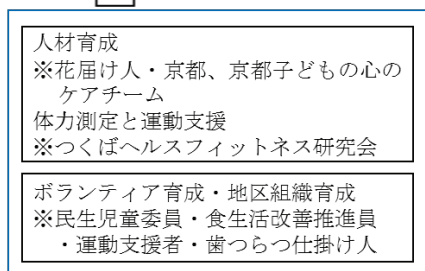 人材育成
※花届け人・京都、京都子どもの心の
ケアチーム
体力測定と運動支援
※つくばヘルスフィットネス研究会
ボランティア育成・地区組織育成
※民生児童委員・食生活改善推進員
・運動支援者・歯つらつ仕掛け人